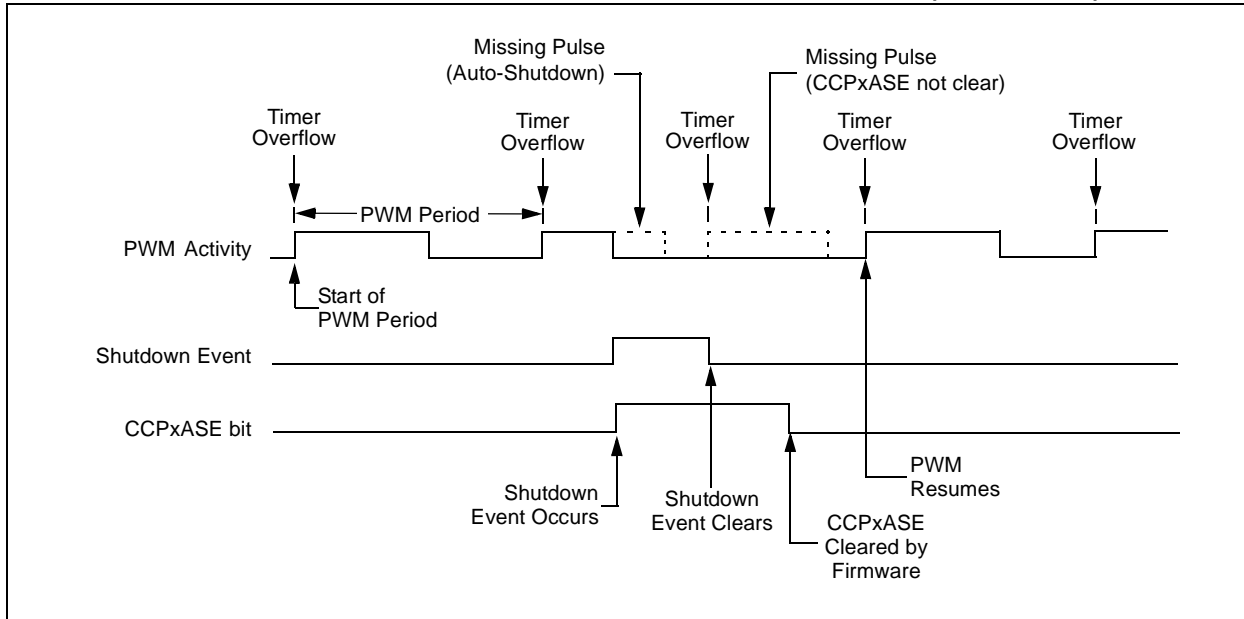 Missing Pulse
(Auto-Shutdown)
Missing Pulse
(CCPxASE not clear)
Timer
Overflow
Timer
Overflow
Timer
Overflow
Timer
Overflow
Timer
Overflow
PWM Period
PWM Activity
Start of
PWM Period
Shutdown Event
CCPxASE bit
Shutdown
Event Occurs
Shutdown
Event Clears
CCPxASE
Cleared by
Firmware
PWM
Resumes